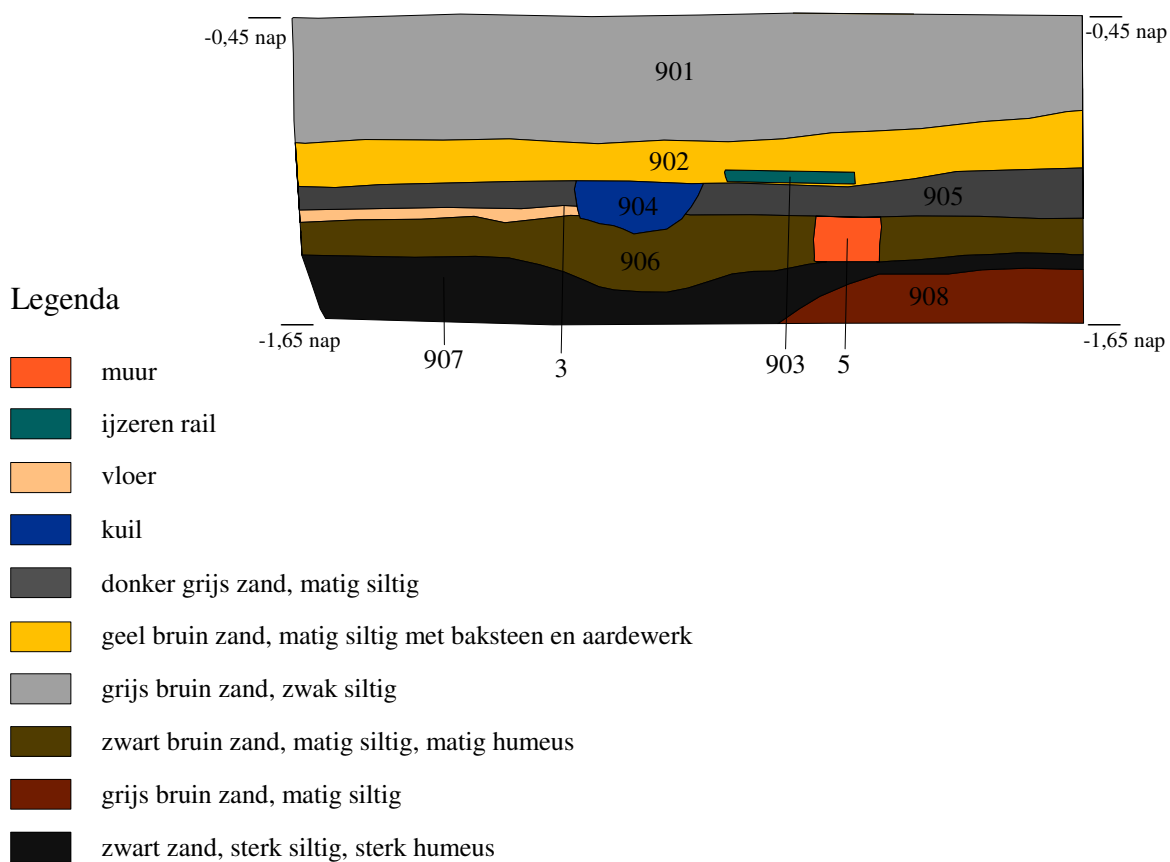 -0,45 nap
-0,45 nap
901
902
905
904
906
908
Legenda
-1,65 nap
-1,65 nap
907
3
903
5
muur
ijzeren rail
vloer
kuil
donker grijs zand, matig siltig
geel bruin zand, matig siltig met baksteen en aardewerk
grijs bruin zand, zwak siltig
zwart bruin zand, matig siltig, matig humeus
grijs bruin zand, matig siltig
zwart zand, sterk siltig, sterk humeus